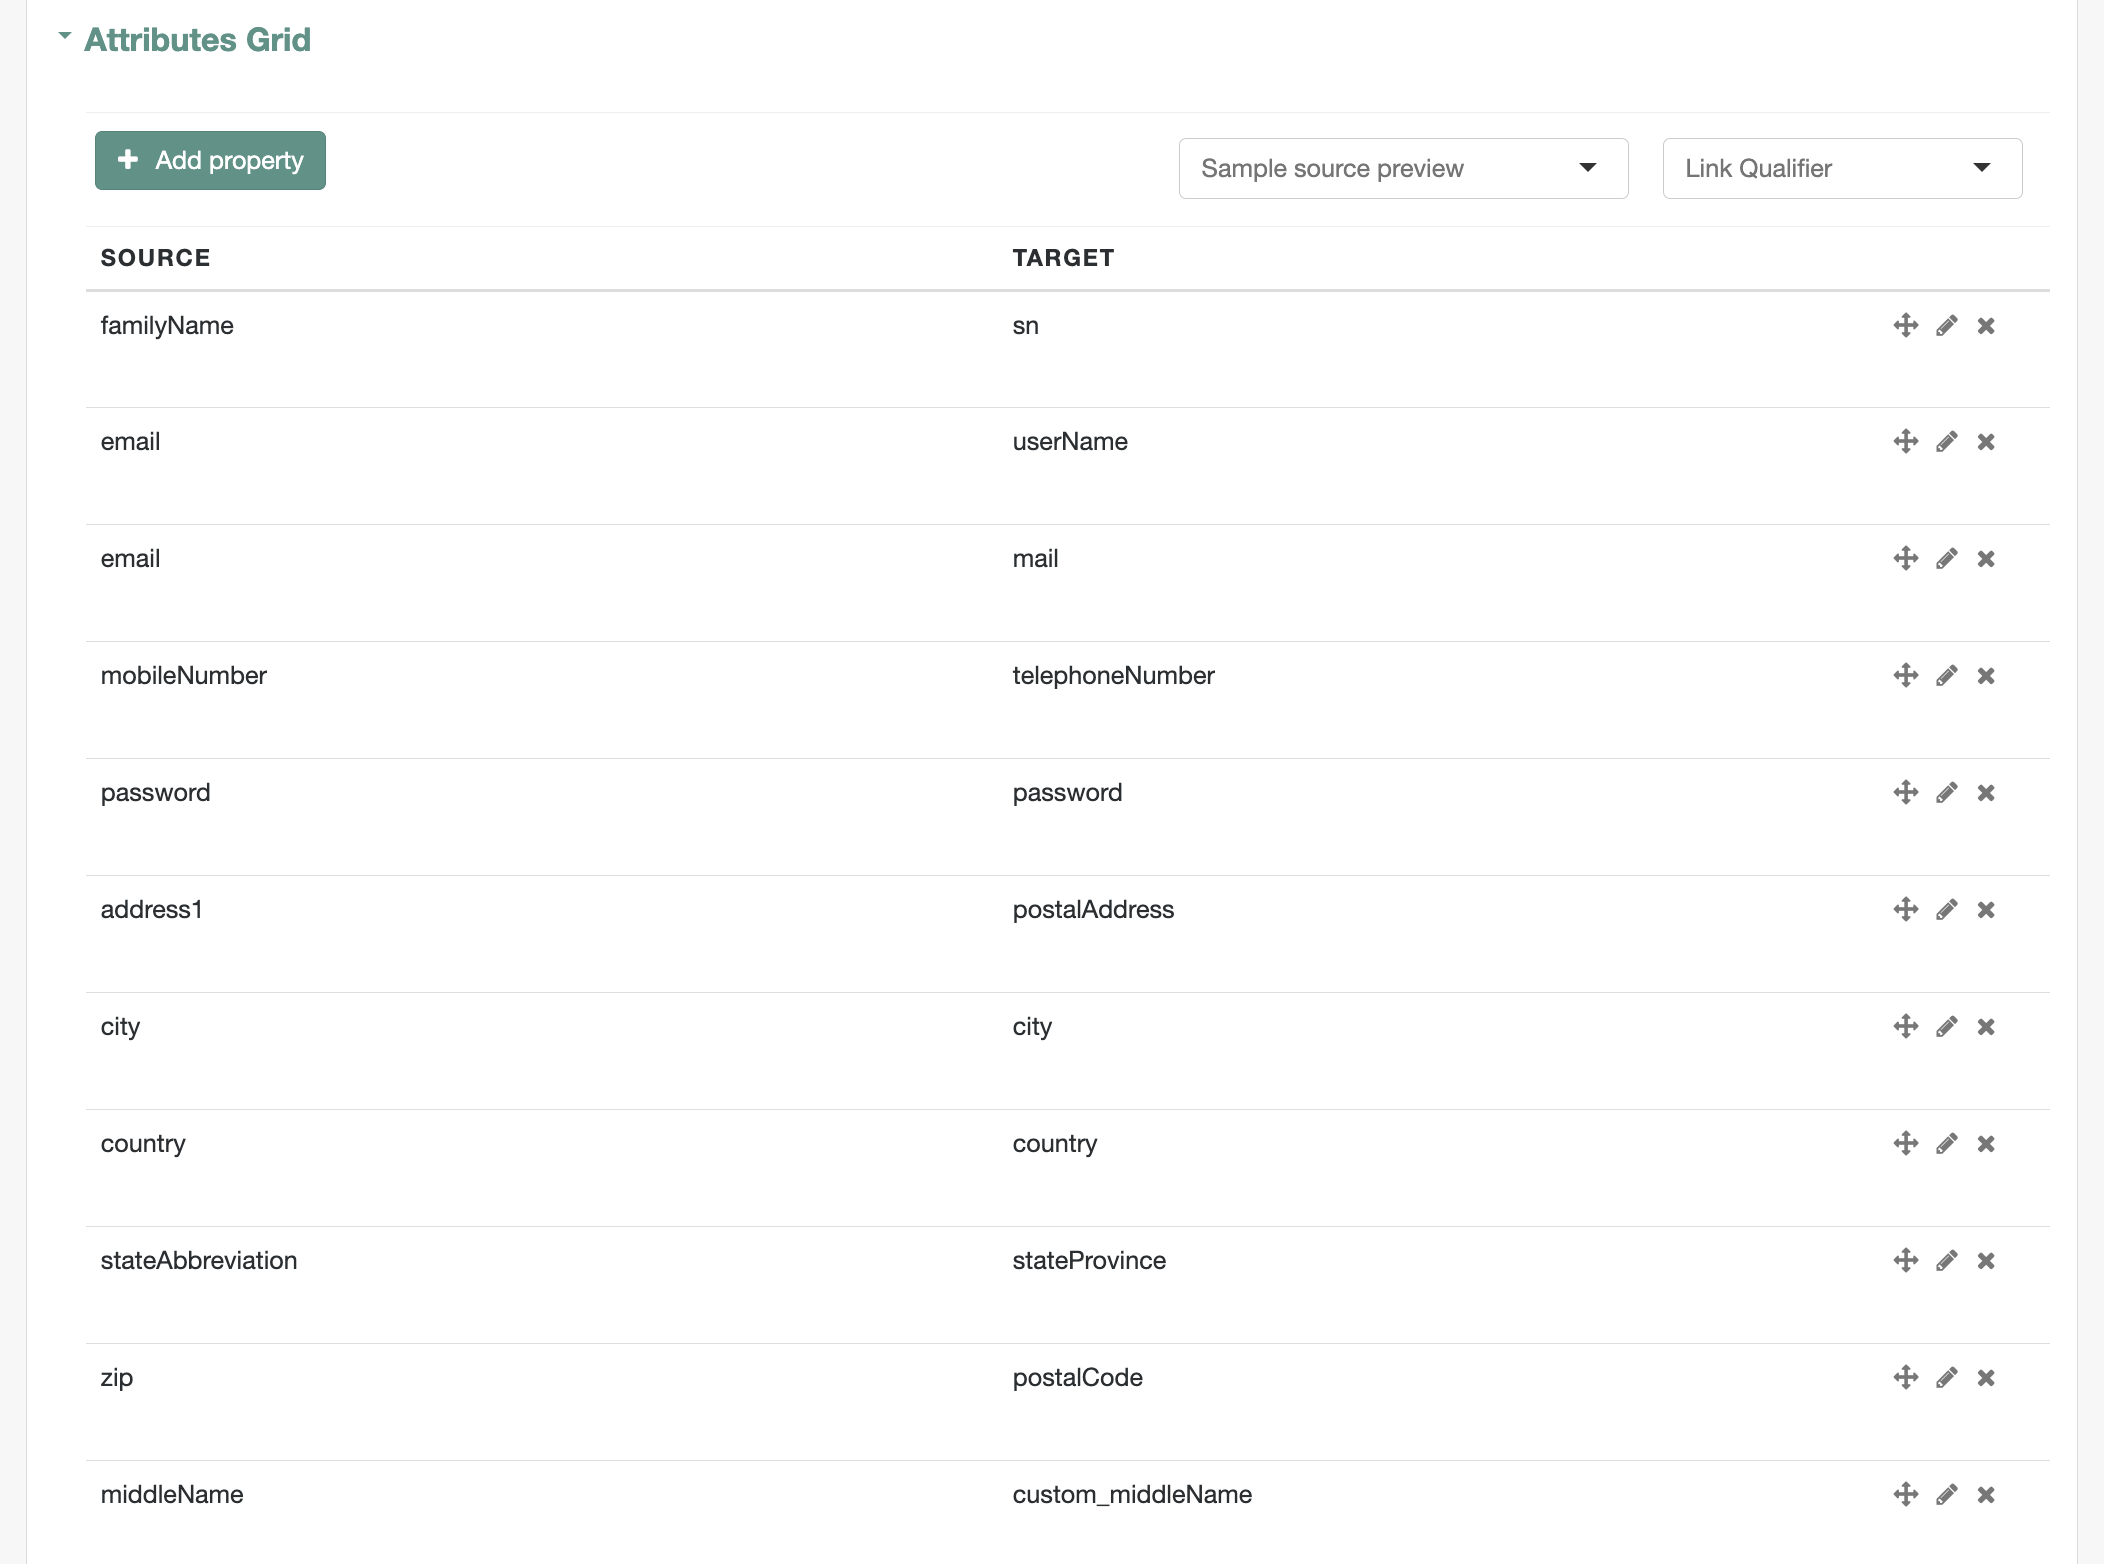 Attributes Grid
Add property
Sample source preview
Link Qualifier
SOURCE TARGET
familyName sn
email userName
email mail
mobileNumber telephoneNumber
password password
address1 postalAddress
city city
country country
stateAbbreviation stateProvince
zip postalCode
middleName custom_middleName